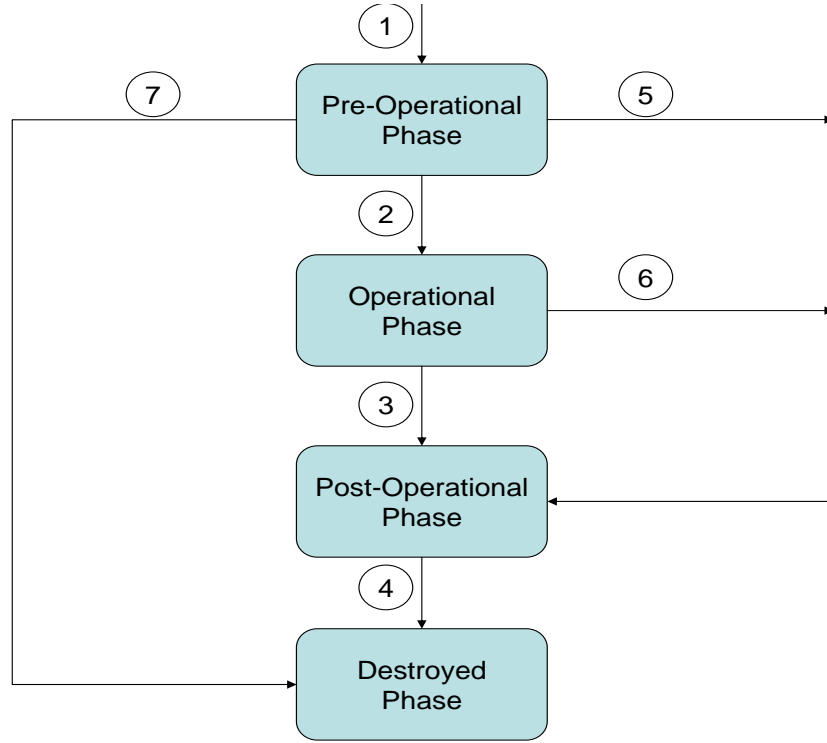 1
7
Pre-Operational
Phase
5
2
Operational
Phase
6
3
Post-Operational
Phase
4
Destroyed
Phase